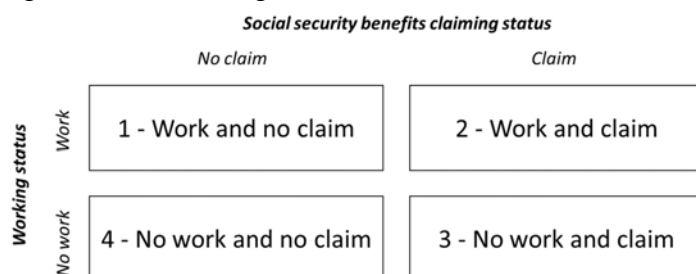 Social security benefits claiming status
No claim Claim
Working status
Work
1 - Work and no claim 2 - Work and claim
No work
4 - No work and no claim 3 - No work and claim